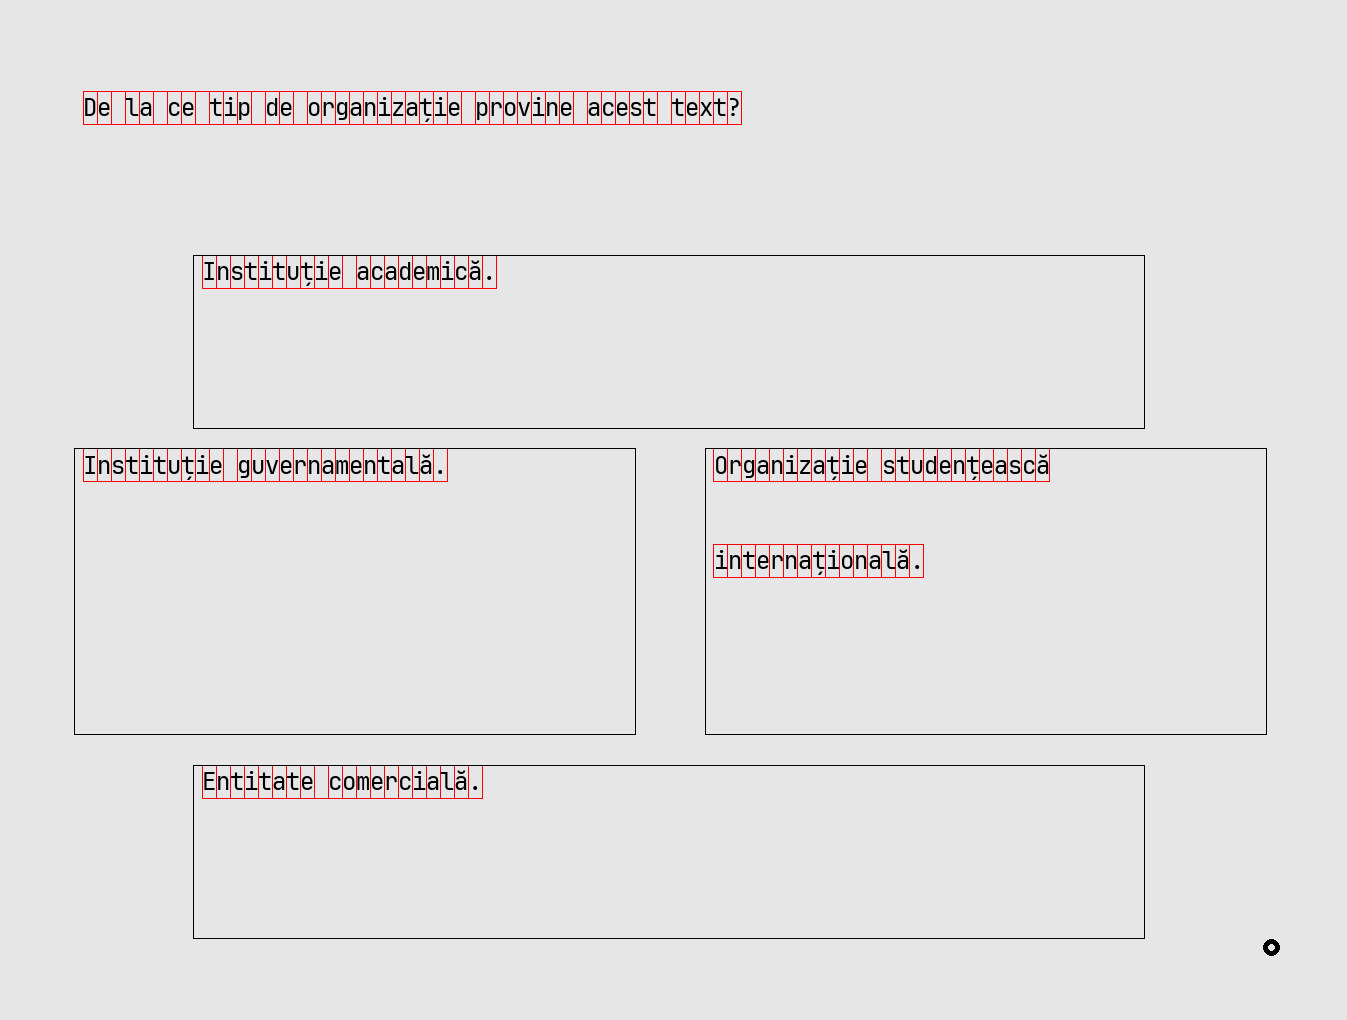 De la ce tip de organizație provine acest text?
Instituție academică.
Instituție guvernamentală.
Organizație studențească
internațională.
Entitate comercială.